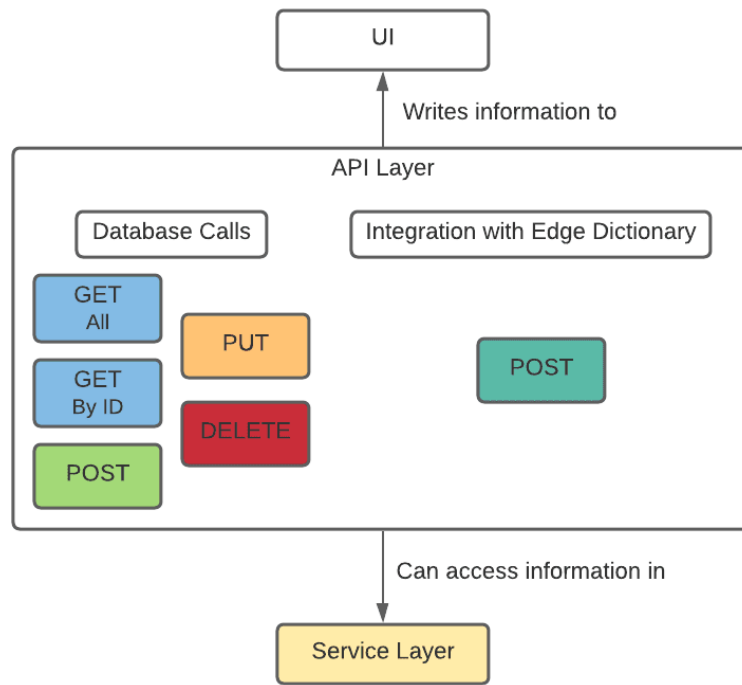 UI
Writes information to
API Layer
Database Calls
Integration with Edge Dictionary
GET
All
PUT
POST
GET
By ID
DELETE
POST
Can access information in
Service Layer